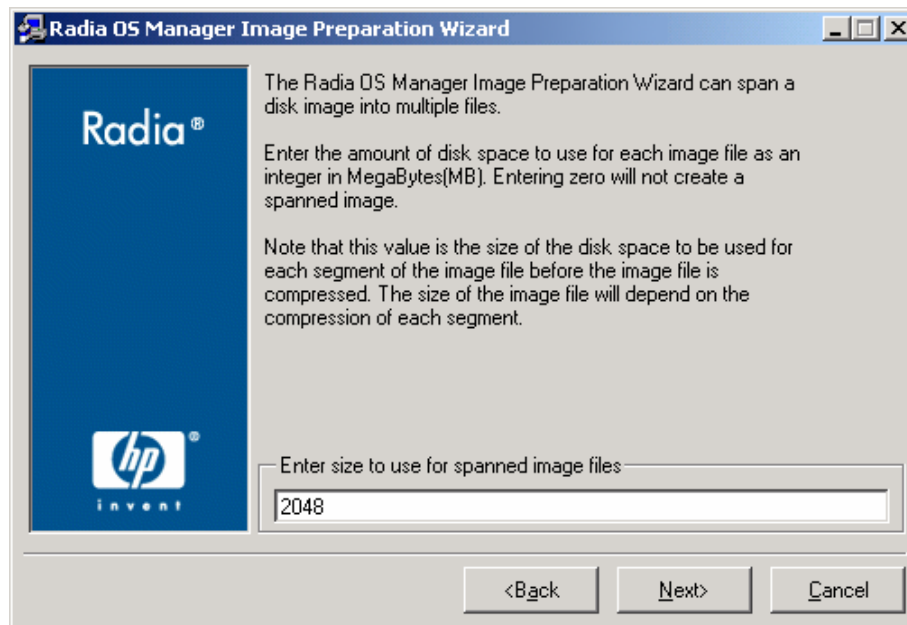 Radia OS Manager Image Preparation Wizard
Radia®
The Radia OS Manager Image Preparation Wizard can span a
disk image into multiple files.
Enter the amount of disk space to use for each image file as an
integer in MegaBytes(MB). Entering zero will not create a
spanned image.
Note that this value is the size of the disk space to be used for
each segment of the image file before the image file is
compressed. The size of the image file will depend on the
compression of each segment.
hp®
invent
Enter size to use for spanned image files
2048
<Back
Next>
Cancel